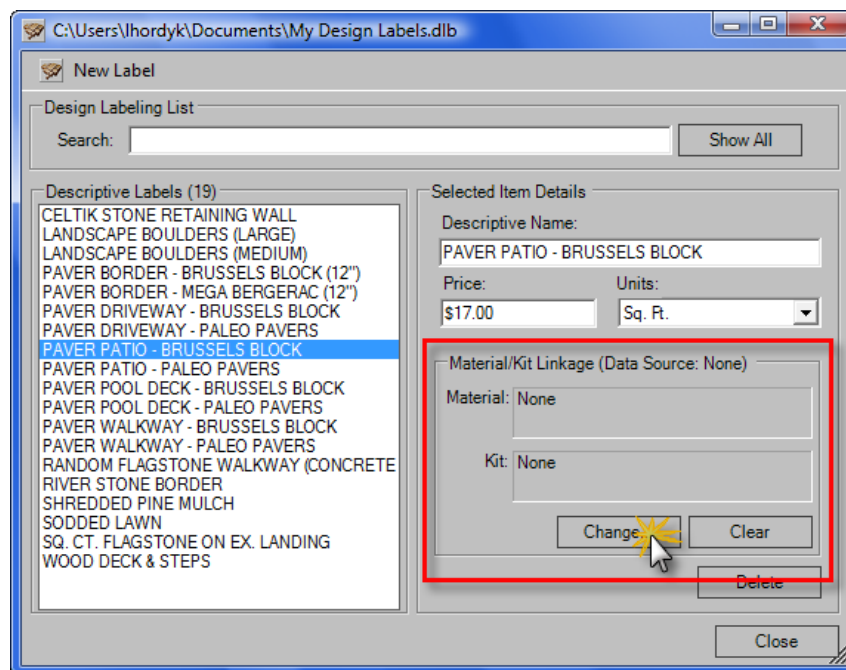 C:\Users\lhordyk\Documents\My Design Labels.dlb
New Label
Design Labeling List
Search:
Show All
Descriptive Labels (19)
CELTIK STONE RETAINING WALL
LANDSCAPE BOULDERS (LARGE)
LANDSCAPE BOULDERS (MEDIUM)
PAVER BORDER - BRUSSELS BLOCK (12")
PAVER BORDER - MEGA BERGERAC (12")
PAVER DRIVEWAY - BRUSSELS BLOCK
PAVER DRIVEWAY - PALEO PAVERS
PAVER PATIO - BRUSSELS BLOCK
PAVER PATIO - PALEO PAVERS
PAVER POOL DECK - BRUSSELS BLOCK
PAVER POOL DECK - PALEO PAVERS
PAVER WALKWAY - BRUSSELS BLOCK
PAVER WALKWAY - PALEO PAVERS
RANDOM FLAGSTONE WALKWAY (CONCRETE
RIVER STONE BORDER
SHREDDED PINE MULCH
SODDED LAWN
SQ. CT. FLAGSTONE ON EX. LANDING
WOOD DECK & STEPS
Selected Item Details
Descriptive Name:
PAVER PATIO - BRUSSELS BLOCK
Price: Units:
$17.00 Sq. Ft.
Material/Kit Linkage (Data Source: None)
Material: None
Kit: None
Change... Clear
Delete
Close